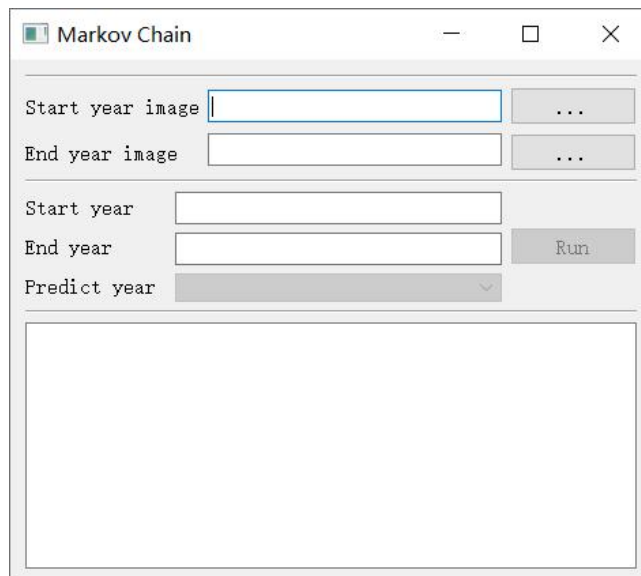 Markov Chain
Start year image ...
End year image ...
Start year
End year Run
Predict year